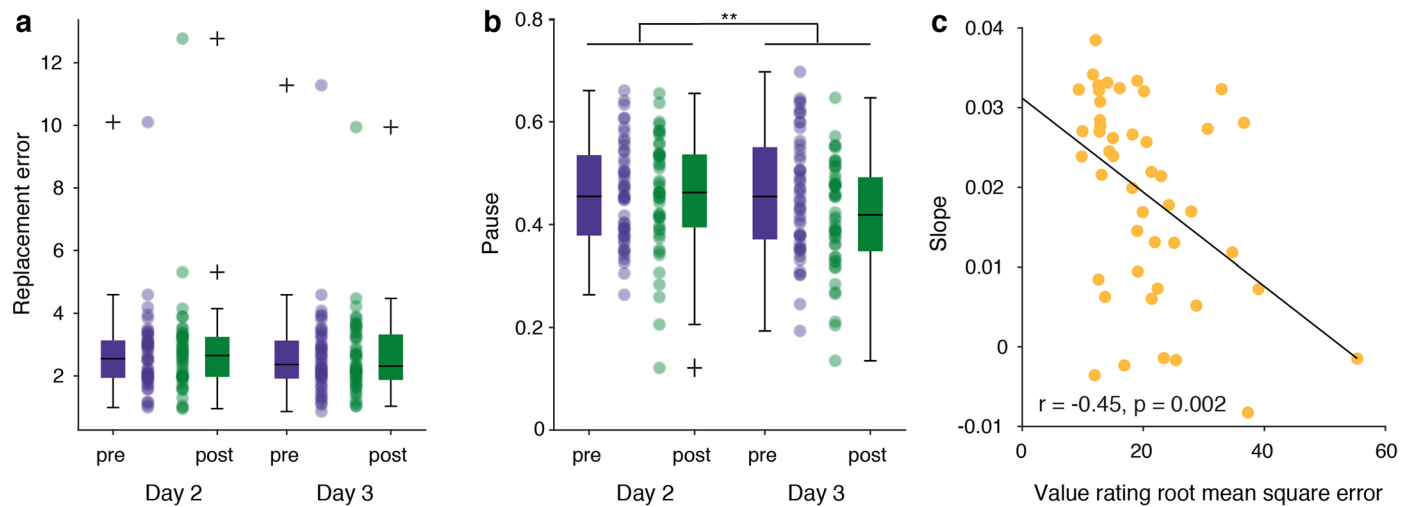 a
Replacement error
12
10
8
6
4
2
pre
post
pre
post
Day 2
Day 3
b
**
Pause
0.8
0.6
0.4
0.2
0
pre
post
pre
post
Day 2
Day 3
c
Slope
0.04
0.03
0.02
0.01
0
-0.01
r = -0.45, p = 0.002
0
20
40
60
Value rating root mean square error